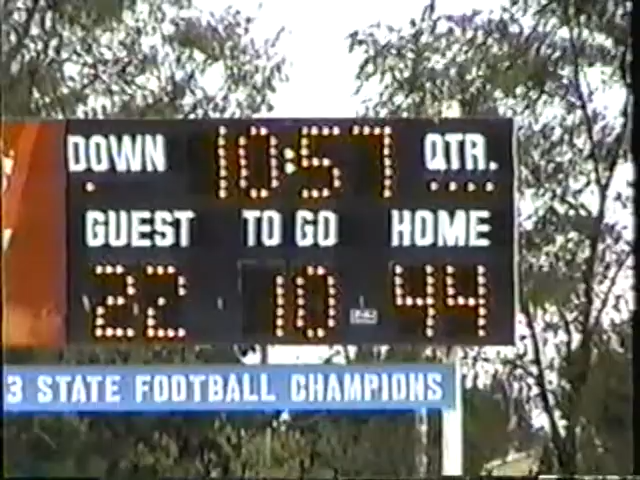 DOWN 10:57 QTR.
GUEST TO GO HOME
22 10 44
3 STATE FOOTBALL CHAMPIONS